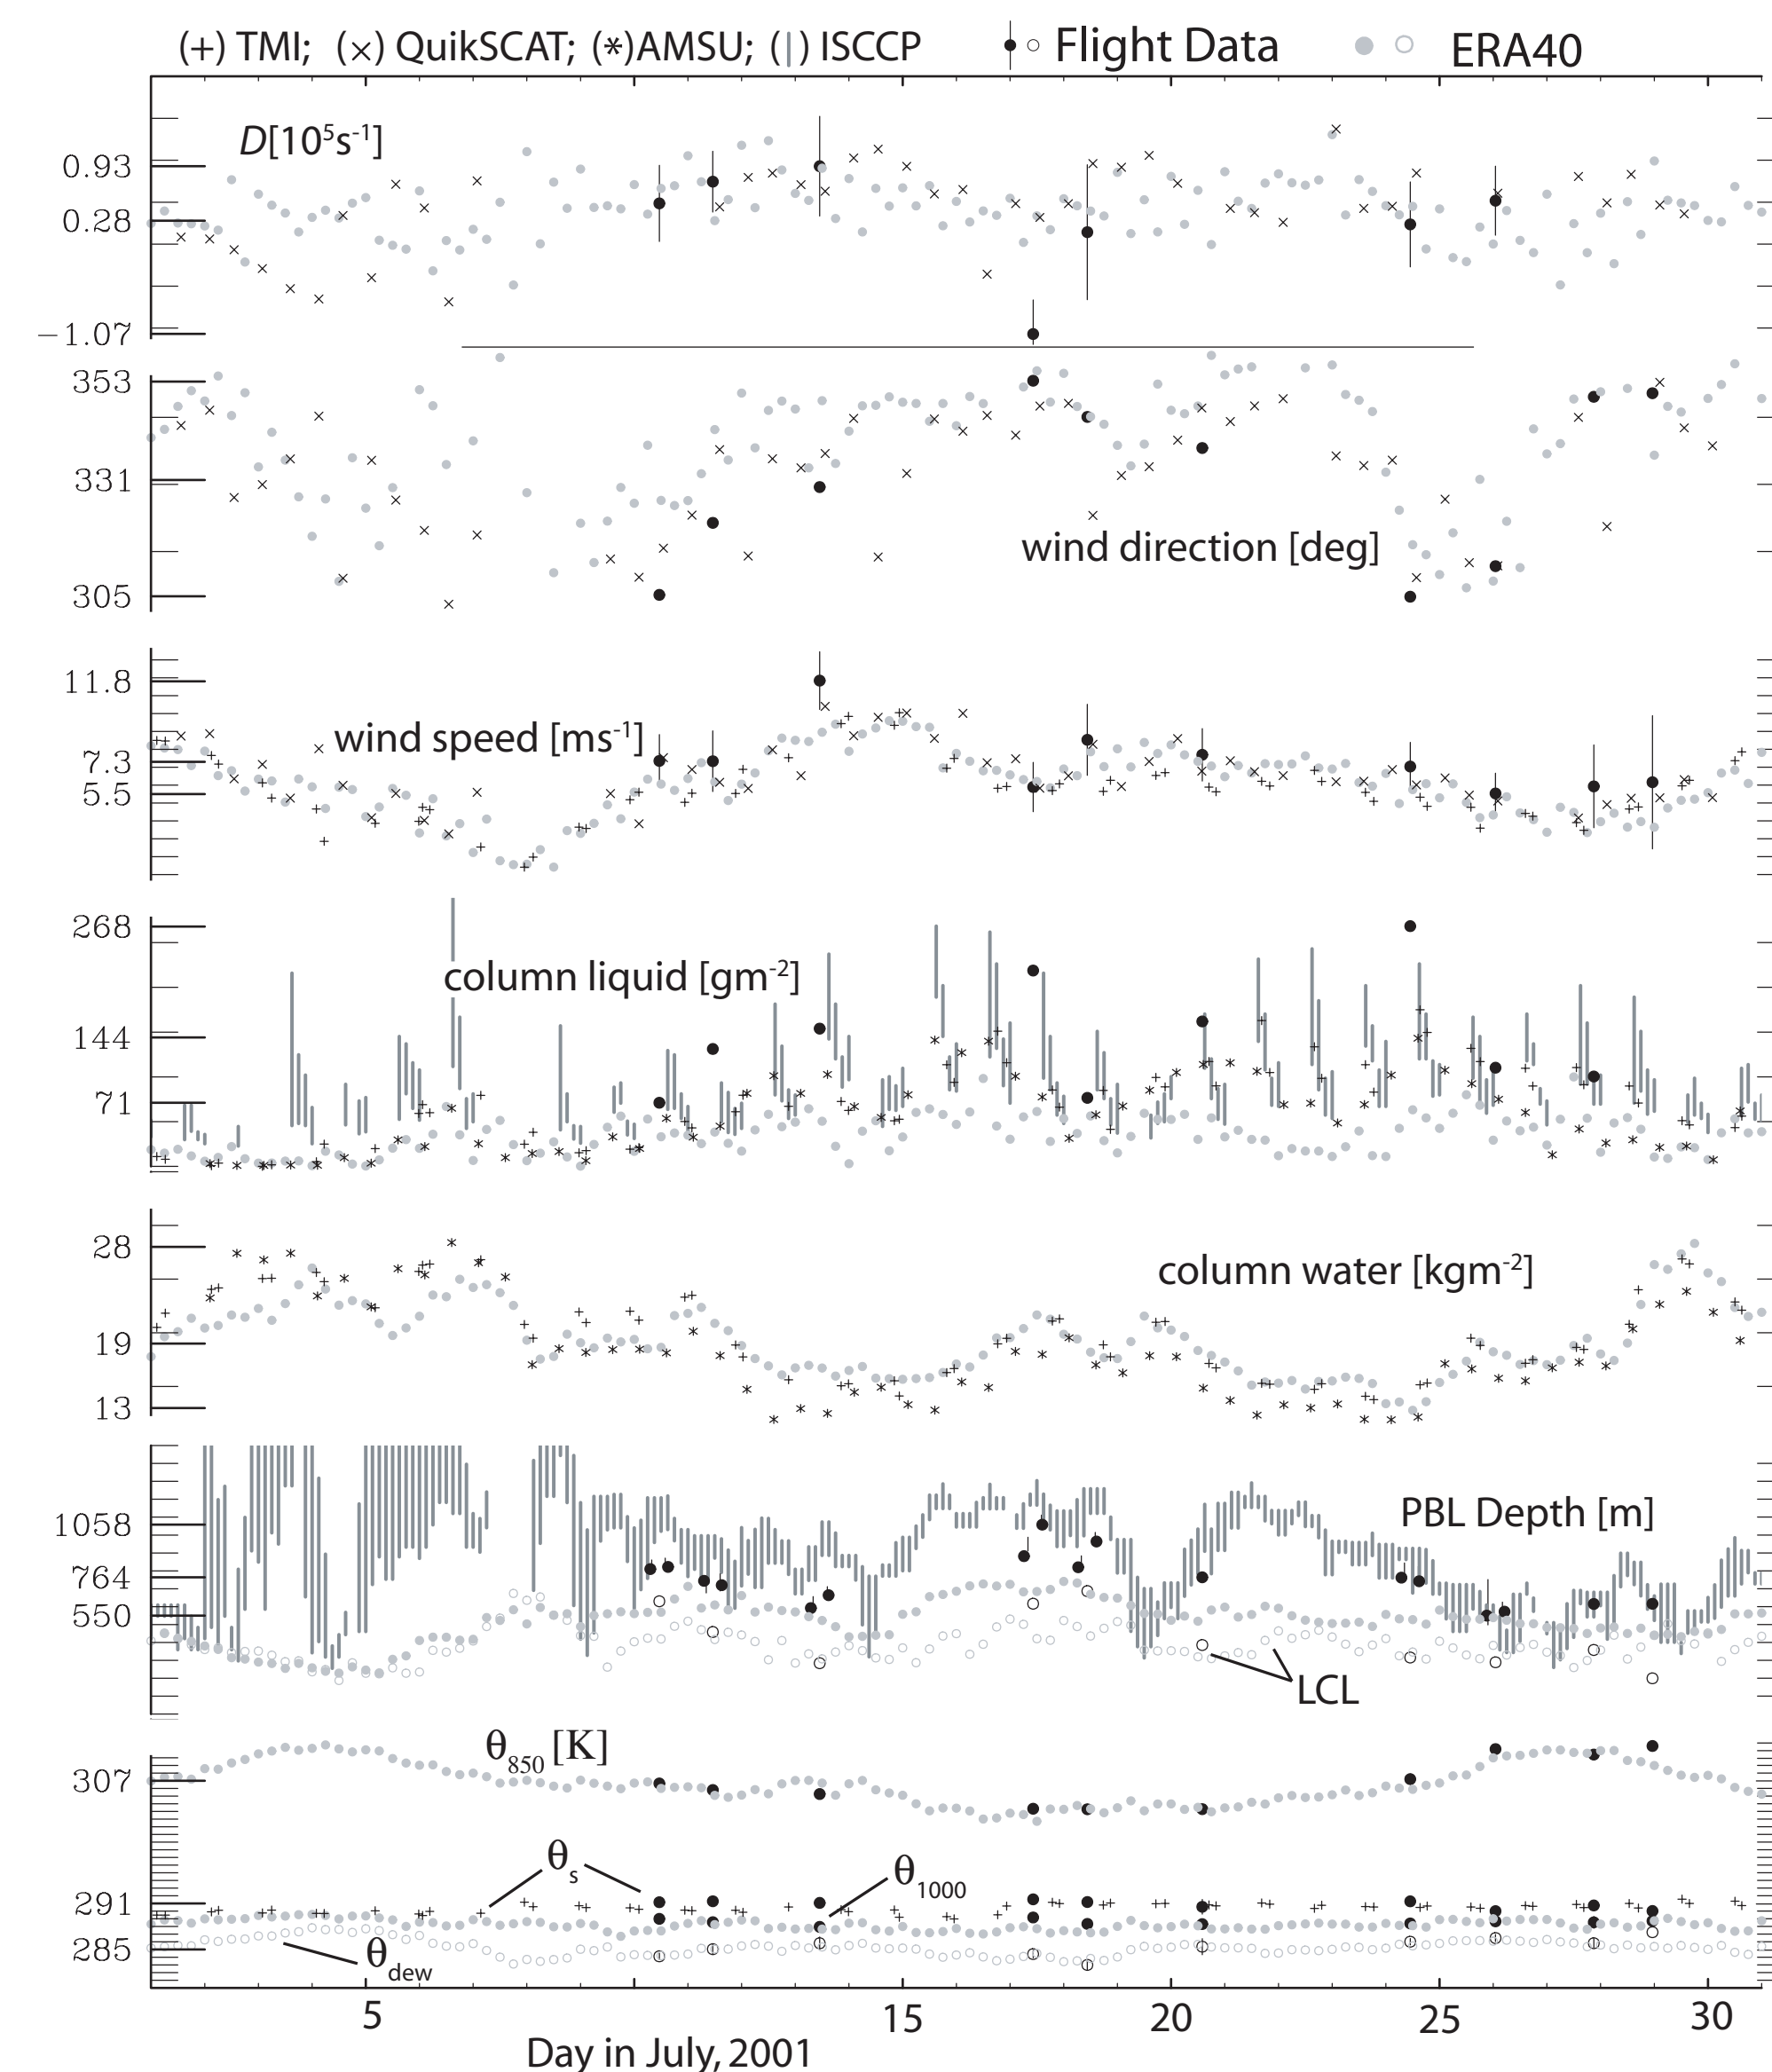 (+) TMI; (×) QuikSCAT; (*)AMSU; (|) ISCCP Flight Data ERA40
D[10⁵s⁻¹]
0.93
0.28
−1.07
353
331
wind direction [deg]
305
11.8
wind speed [ms⁻¹]
7.3
5.5
268
column liquid [gm⁻²]
144
71
28
column water [kgm⁻²]
19
13
1058
PBL Depth [m]
764
550
LCL
θ₈₅₀ [K]
307
θₛ
θ₁₀₀₀
291
285
θdew
5 15 20 25 30
Day in July, 2001